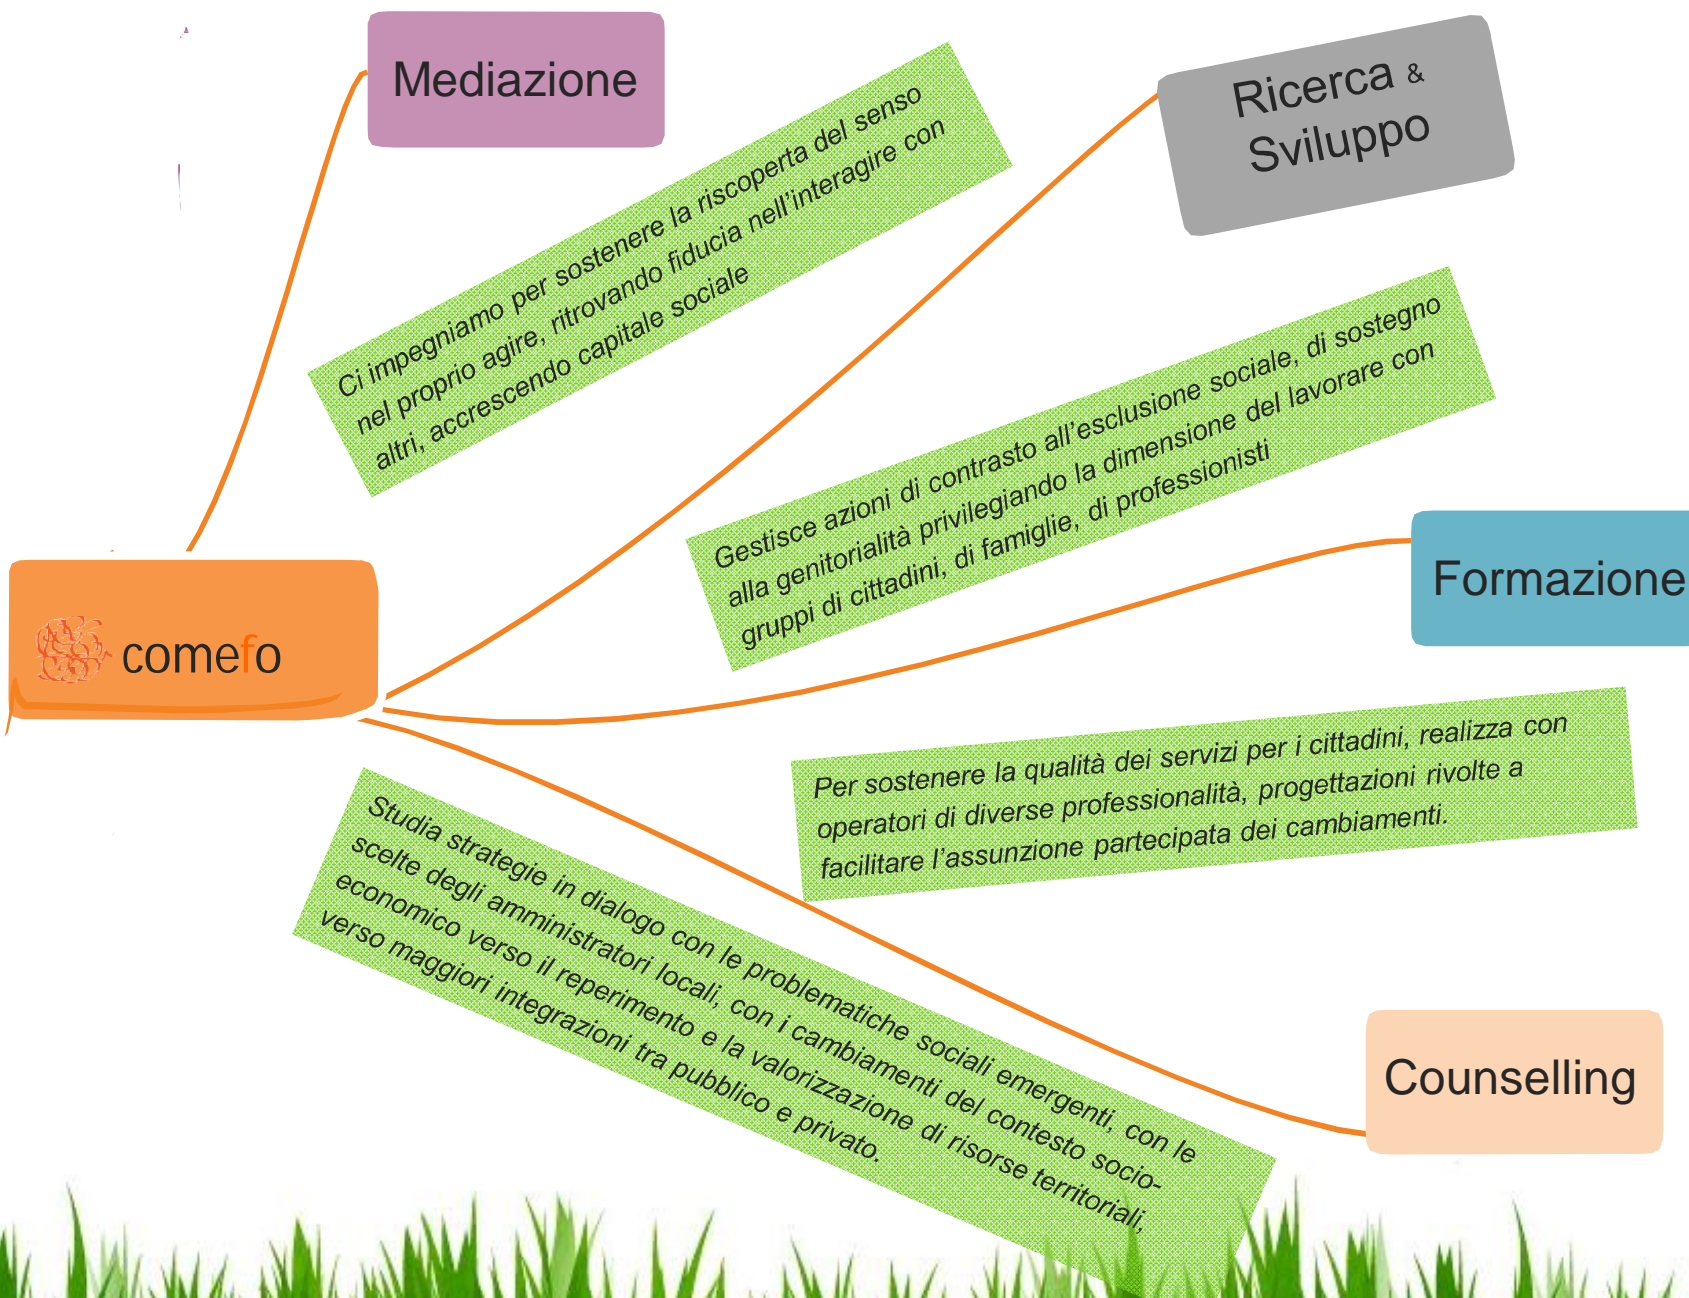 Mediazione
Ricerca &
Sviluppo
Ci impegniamo per sostenere la riscoperta del senso
nel proprio agire, ritrovando fiducia nell'interagire con
altri, accrescendo capitale sociale
Gestisce azioni di contrasto all'esclusione sociale, di sostegno
alla genitorialità privilegiando la dimensione del lavorare con
gruppi di cittadini, di famiglie, di professionisti
Formazione
comefo
Per sostenere la qualità dei servizi per i cittadini, realizza con
operatori di diverse professionalità, progettazioni rivolte a
facilitare l'assunzione partecipata dei cambiamenti.
Studia strategie in dialogo con le problematiche sociali emergenti, con le
scelte degli amministratori locali, con i cambiamenti del contesto socio-
economico verso il reperimento e la valorizzazione di risorse territoriali,
verso maggiori integrazioni tra pubblico e privato.
Counselling